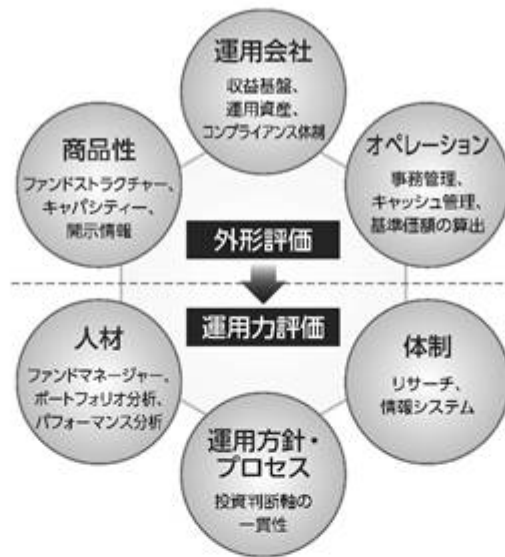 運用会社
収益基盤、
運用資産、
コンプライアンス体制
商品性
ファンドストラクチャー、
キャパシティー、
開示情報
オペレーション
事務管理、
キャッシュ管理、
基準価額の算出
外形評価
運用力評価
人材
ファンドマネージャー、
ポートフォリオ分析、
パフォーマンス分析
体制
リサーチ、
情報システム
運用方針・
プロセス
投資判断軸の
一貫性